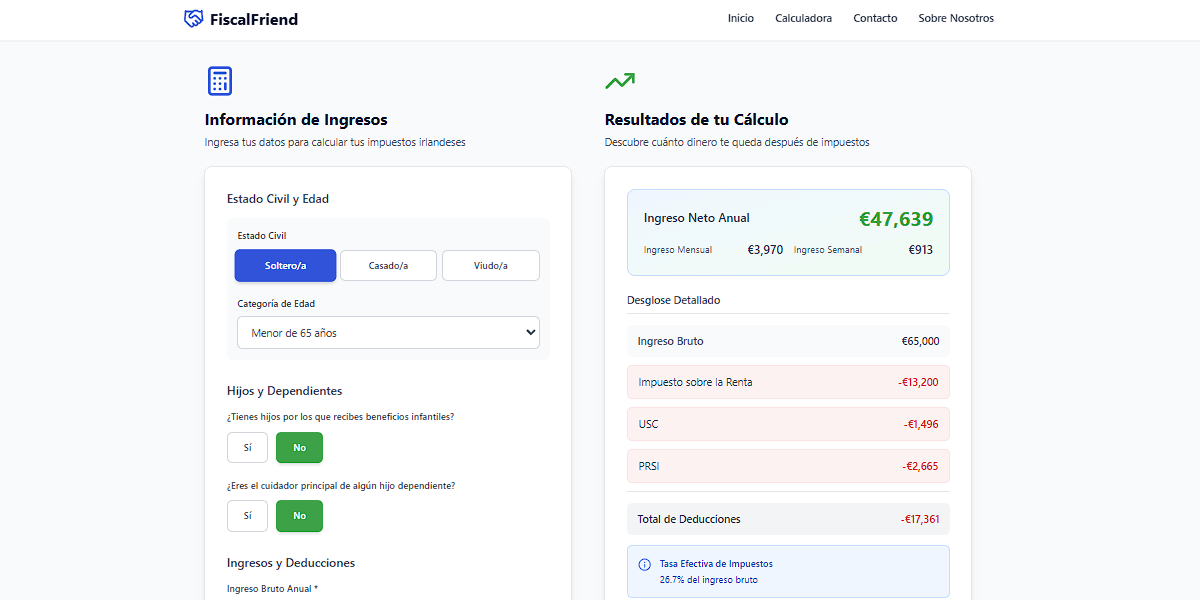 FiscalFriend
Inicio Calculadora Contacto Sobre Nosotros
Información de Ingresos
Ingresa tus datos para calcular tus impuestos irlandeses
Estado Civil y Edad
Estado Civil
Soltero/a Casado/a Viudo/a
Categoría de Edad
Menor de 65 años
Hijos y Dependientes
¿Tienes hijos por los que recibes beneficios infantiles?
Sí No
¿Eres el cuidador principal de algún hijo dependiente?
Sí No
Ingresos y Deducciones
Ingreso Bruto Anual *
Resultados de tu Cálculo
Descubre cuánto dinero te queda después de impuestos
Ingreso Neto Anual €47,639
Ingreso Mensual €3,970 Ingreso Semanal €913
Desglose Detallado
Ingreso Bruto €65,000
Impuesto sobre la Renta -€13,200
USC -€1,496
PRSI -€2,665
Total de Deducciones -€17,361
Tasa Efectiva de Impuestos
26.7% del ingreso bruto